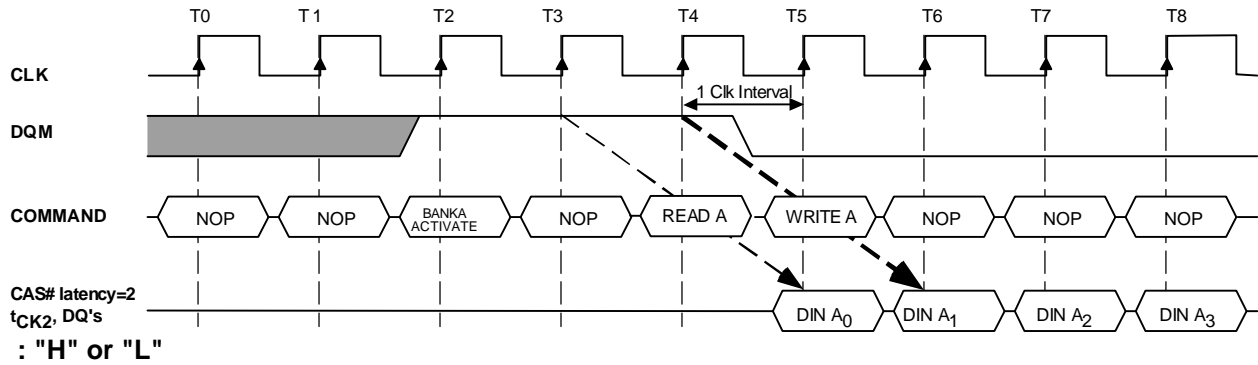 T0 T1 T2 T3 T4 T5 T6 T7 T8
CLK
1 Clk Interval
DQM
COMMAND NOP NOP BANKA ACTIVATE NOP READ A WRITE A NOP NOP NOP
CAS# latency=2
tCK2, DQ's DIN A0 DIN A1 DIN A2 DIN A3
: "H" or "L"